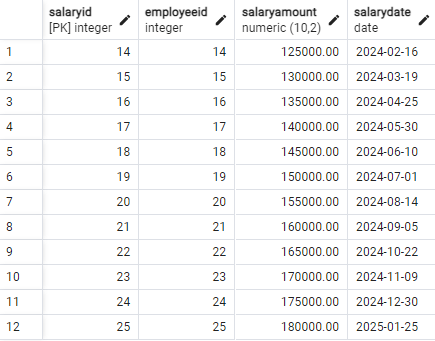 salaryid employeeid salaryamount salarydate
[PK] integer integer numeric (10,2) date
1 14 14 125000.00 2024-02-16
2 15 15 130000.00 2024-03-19
3 16 16 135000.00 2024-04-25
4 17 17 140000.00 2024-05-30
5 18 18 145000.00 2024-06-10
6 19 19 150000.00 2024-07-01
7 20 20 155000.00 2024-08-14
8 21 21 160000.00 2024-09-05
9 22 22 165000.00 2024-10-22
10 23 23 170000.00 2024-11-09
11 24 24 175000.00 2024-12-30
12 25 25 180000.00 2025-01-25